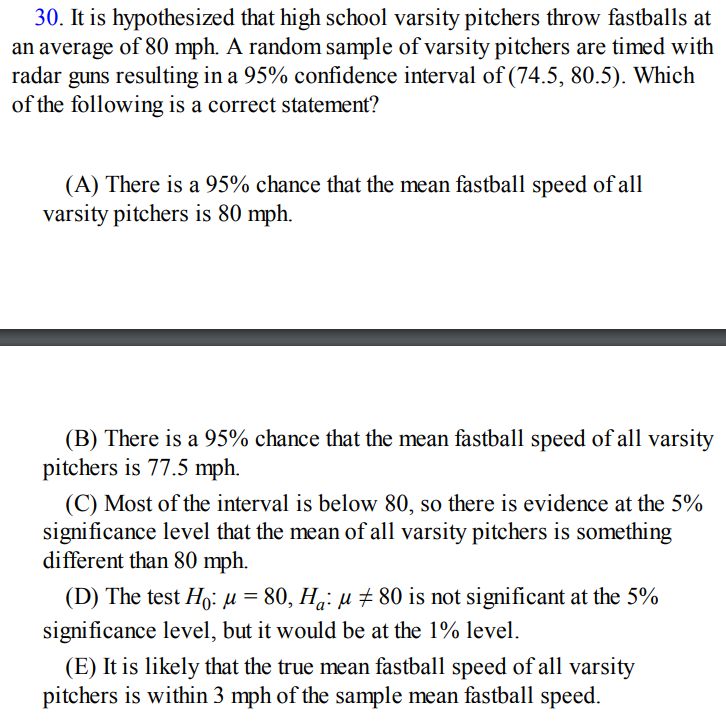 30. It is hypothesized that high school varsity pitchers throw fastballs at
an average of 80 mph. A random sample of varsity pitchers are timed with
radar guns resulting in a 95% confidence interval of (74.5, 80.5). Which
of the following is a correct statement?
(A) There is a 95% chance that the mean fastball speed of all
varsity pitchers is 80 mph.
(B) There is a 95% chance that the mean fastball speed of all varsity
pitchers is 77.5 mph.
(C) Most of the interval is below 80, so there is evidence at the 5%
significance level that the mean of all varsity pitchers is something
different than 80 mph.
(D) The test H₀: μ = 80, Hₐ: μ ≠ 80 is not significant at the 5%
significance level, but it would be at the 1% level.
(E) It is likely that the true mean fastball speed of all varsity
pitchers is within 3 mph of the sample mean fastball speed.